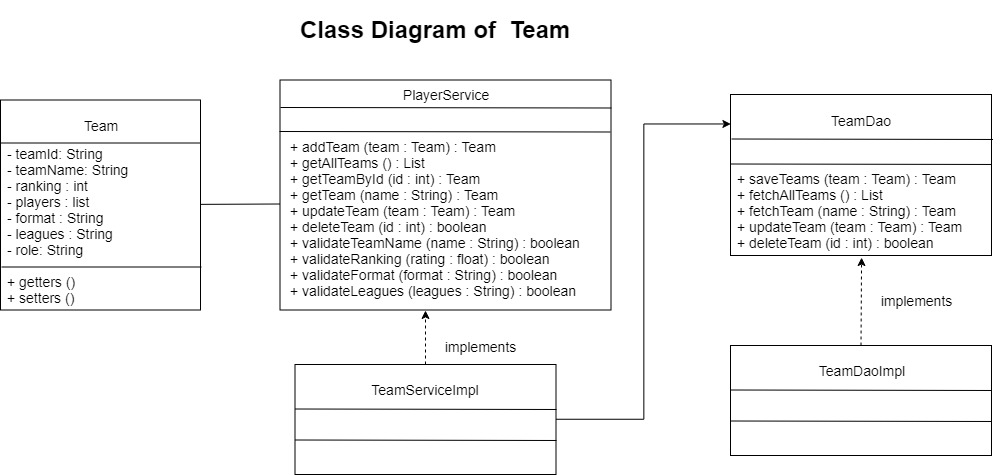 Class Diagram of Team
Team
- teamId: String
- teamName: String
- ranking : int
- players : list
- format : String
- leagues : String
- role: String
+ getters ()
+ setters ()
PlayerService
+ addTeam (team : Team) : Team
+ getAllTeams () : List
+ getTeamById (id : int) : Team
+ getTeam (name : String) : Team
+ updateTeam (team : Team) : Team
+ deleteTeam (id : int) : boolean
+ validateTeamName (name : String) : boolean
+ validateRanking (rating : float) : boolean
+ validateFormat (format : String) : boolean
+ validateLeagues (leagues : String) : boolean
implements
TeamServiceImpl
TeamDao
+ saveTeams (team : Team) : Team
+ fetchAllTeams () : List
+ fetchTeam (name : String) : Team
+ updateTeam (team : Team) : Team
+ deleteTeam (id : int) : boolean
implements
TeamDaoImpl